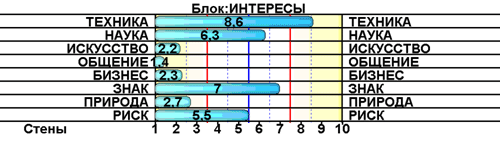 Блок:ИНТЕРЕСЫ
ТЕХНИКА 8.6 ТЕХНИКА
НАУКА 6.3 НАУКА
ИСКУССТВО 2.2 ИСКУССТВО
ОБЩЕНИЕ 1.4 ОБЩЕНИЕ
БИЗНЕС 2.3 БИЗНЕС
ЗНАК 7 ЗНАК
ПРИРОДА 2.7 ПРИРОДА
РИСК 5.5 РИСК
Стены 1 2 3 4 5 6 7 8 9 10